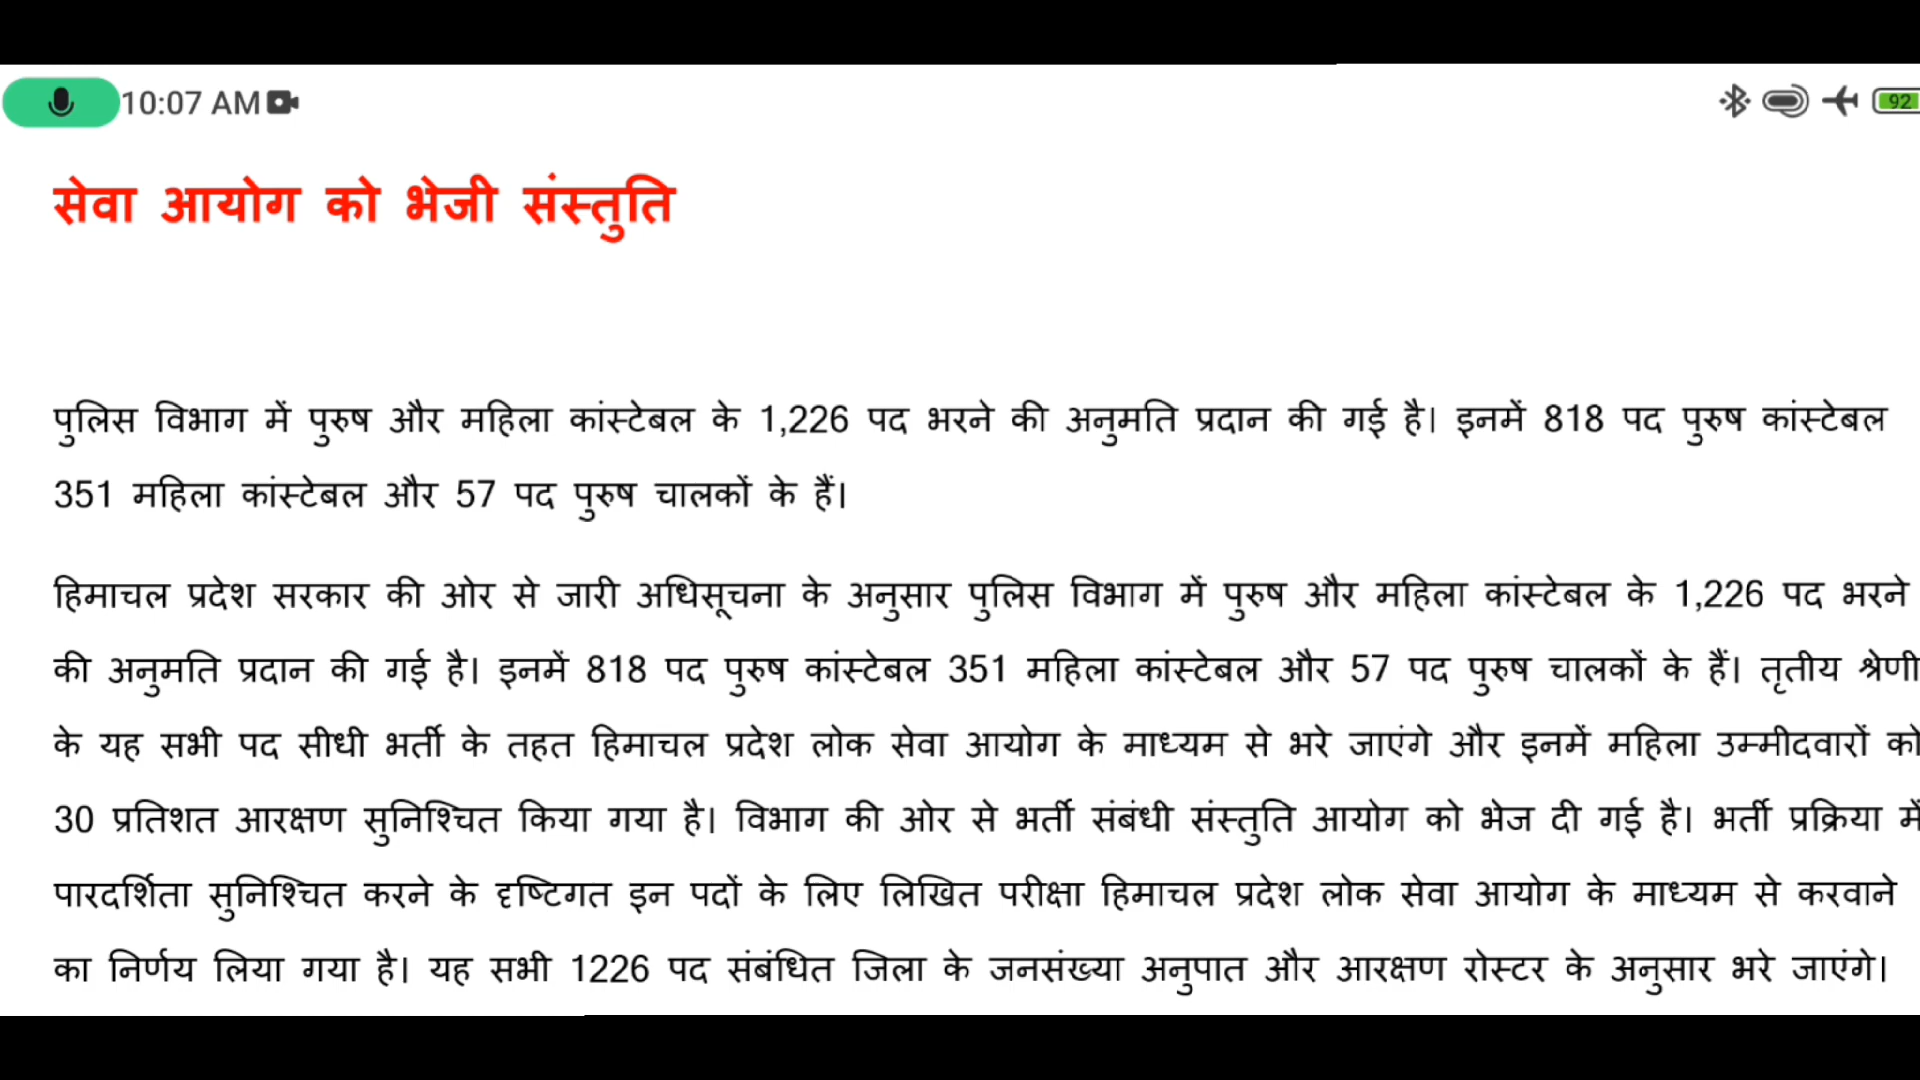 10:07 AM
92
सेवा आयोग को भेजी संस्तुति
पुलिस विभाग में पुरुष और महिला कांस्टेबल के 1,226 पद भरने की अनुमति प्रदान की गई है। इनमें 818 पद पुरुष कांस्टेबल
351 महिला कांस्टेबल और 57 पद पुरुष चालकों के हैं।
हिमाचल प्रदेश सरकार की ओर से जारी अधिसूचना के अनुसार पुलिस विभाग में पुरुष और महिला कांस्टेबल के 1,226 पद भरने
की अनुमति प्रदान की गई है। इनमें 818 पद पुरुष कांस्टेबल 351 महिला कांस्टेबल और 57 पद पुरुष चालकों के हैं। तृतीय श्रेणी
के यह सभी पद सीधी भर्ती के तहत हिमाचल प्रदेश लोक सेवा आयोग के माध्यम से भरे जाएंगे और इनमें महिला उम्मीदवारों को
30 प्रतिशत आरक्षण सुनिश्चित किया गया है। विभाग की ओर से भर्ती संबंधी संस्तुति आयोग को भेज दी गई है। भर्ती प्रक्रिया में
पारदर्शिता सुनिश्चित करने के दृष्टिगत इन पदों के लिए लिखित परीक्षा हिमाचल प्रदेश लोक सेवा आयोग के माध्यम से करवाने
का निर्णय लिया गया है। यह सभी 1226 पद संबंधित जिला के जनसंख्या अनुपात और आरक्षण रोस्टर के अनुसार भरे जाएंगे।